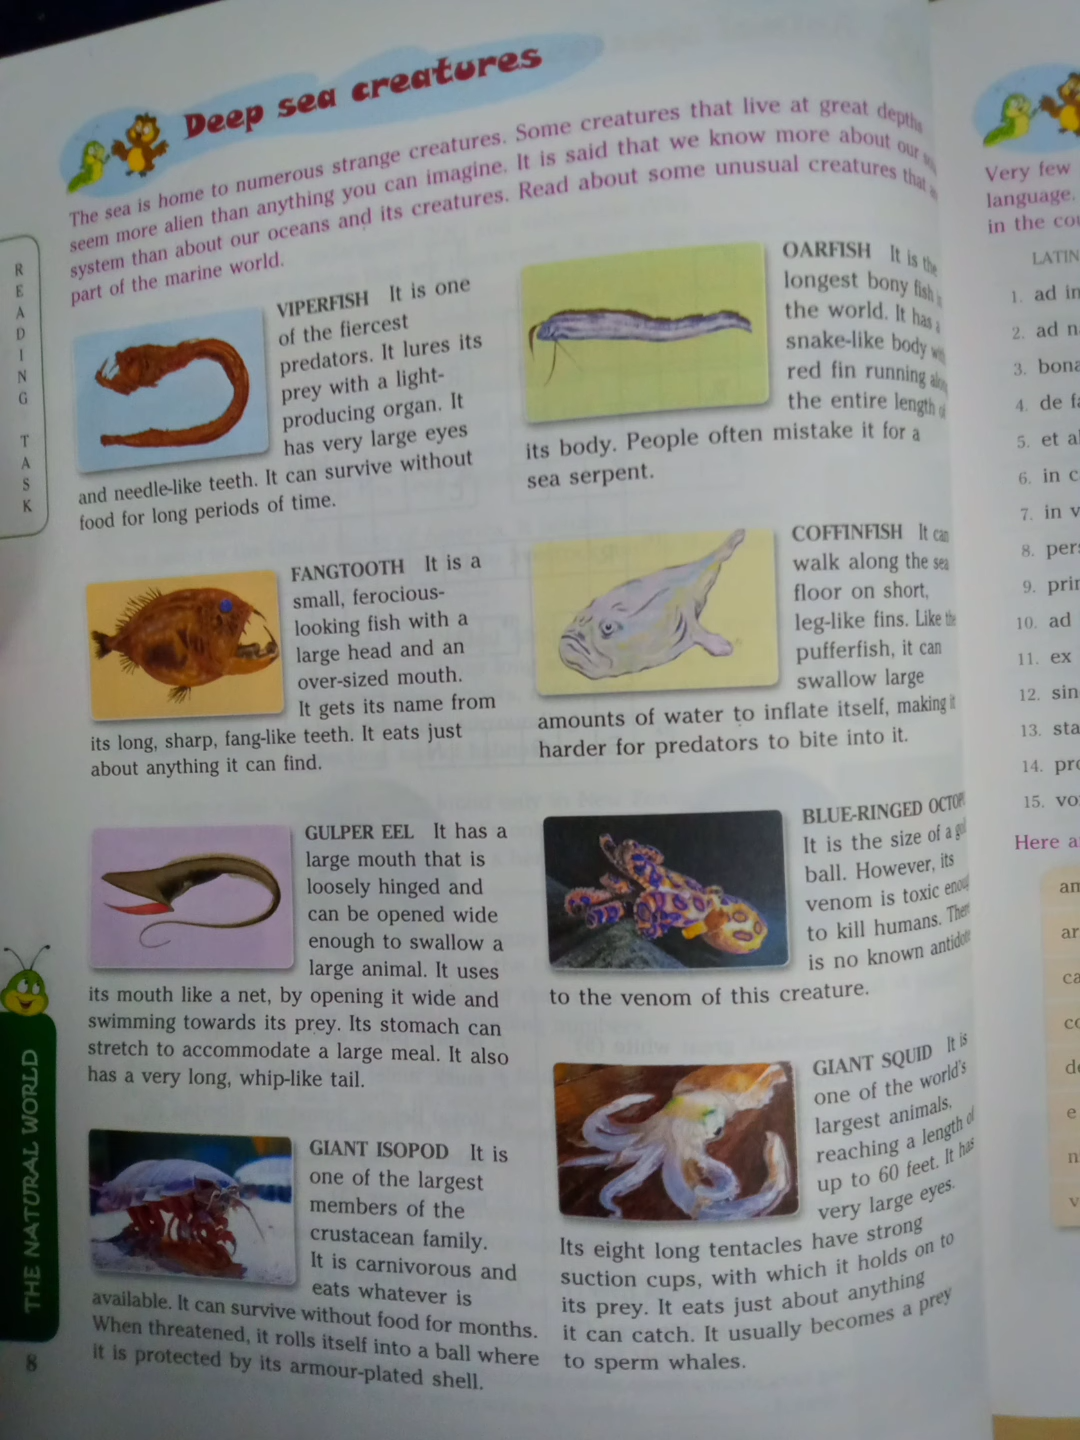 Deep sea creatures
The sea is home to numerous strange creatures. Some creatures that live at great depths
seem more alien than anything you can imagine. It is said that we know more about our
system than about our oceans and its creatures. Read about some unusual creatures that
part of the marine world.
READING TASK
VIPERFISH It is one
of the fiercest
predators. It lures its
prey with a light-
producing organ. It
has very large eyes
and needle-like teeth. It can survive without
food for long periods of time.
FANGTOOTH It is a
small, ferocious-
looking fish with a
large head and an
over-sized mouth.
It gets its name from
its long, sharp, fang-like teeth. It eats just
about anything it can find.
GULPER EEL It has a
large mouth that is
loosely hinged and
can be opened wide
enough to swallow a
large animal. It uses
its mouth like a net, by opening it wide and
swimming towards its prey. Its stomach can
stretch to accommodate a large meal. It also
has a very long, whip-like tail.
GIANT ISOPOD It is
one of the largest
members of the
crustacean family.
It is carnivorous and
eats whatever is
available. It can survive without food for months.
When threatened, it rolls itself into a ball where
it is protected by its armour-plated shell.
OARFISH It is the
longest bony fish
the world. It has a
snake-like body with
red fin running along
the entire length of
its body. People often mistake it for a
sea serpent.
COFFINFISH It can
walk along the sea
floor on short,
leg-like fins. Like the
pufferfish, it can
swallow large
amounts of water to inflate itself, making it
harder for predators to bite into it.
BLUE-RINGED
It is the size of a
ball. However, its
venom is toxic
to kill humans. There
is no known antidote
to the venom of this creature.
GIANT SQUID It is
one of the world's
largest animals,
reaching a length of
up to 60 feet. It has
very large eyes.
Its eight long tentacles have strong
suction cups, with which it holds on to
its prey. It eats just about anything
it can catch. It usually becomes a prey
to sperm whales.
THE NATURAL WORLD
8
Very few
language.
in the
LATIN
1. ad
2. ad
3.
4. de
5. et
6. in
7. in
8.
9.
10. ad
11. ex
12.
13.
14.
15.
Here